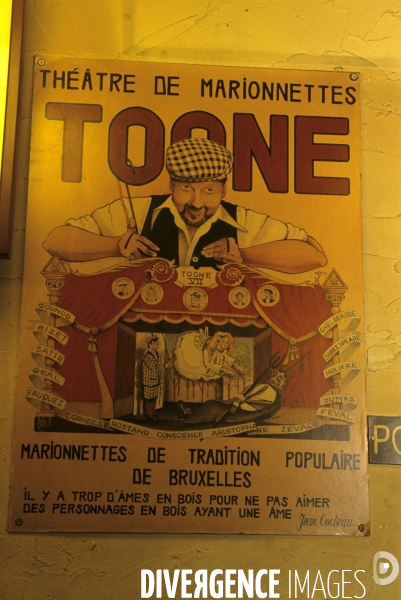 THÉÂTRE DE MARIONNETTES
TOONE
TOONE
VII
GOUNOD
BIZET
SATIE
GEAL
FAUQUEZ
GHELDERODE
SHAKESPEARE
MOLIERE
DUMAS
FEVAL
CORNEILLE ROSTAND CONSCIENCE ARISTOPHANE ZEVACO
MARIONNETTES DE TRADITION POPULAIRE
DE BRUXELLES
IL Y A TROP D'ÂMES EN BOIS POUR NE PAS AIMER
DES PERSONNAGES EN BOIS AYANT UNE ÂME
Jean Cocteau
PO
DIVERGENCE IMAGES